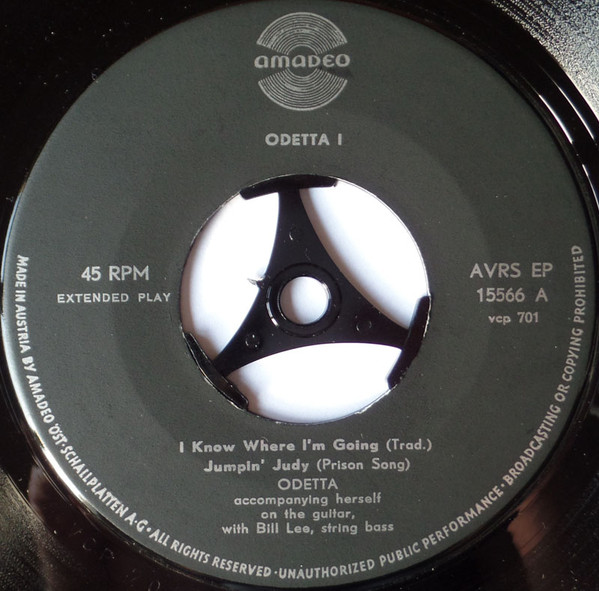 AMADEO
ODETTA I
45 RPM
EXTENDED PLAY
AVRS EP
15566 A
vcp 701
I Know Where I'm Going (Trad.)
Jumpin' Judy (Prison Song)
ODETTA
accompanying herself
on the guitar,
with Bill Lee, string bass
MADE IN AUSTRIA BY AMADEO ÖST·SCHALLPLATTEN A·G·ALL RIGHTS RESERVED·UNAUTHORIZED PUBLIC PERFORMANCE·BROADCASTING OR COPYING PROHIBITED